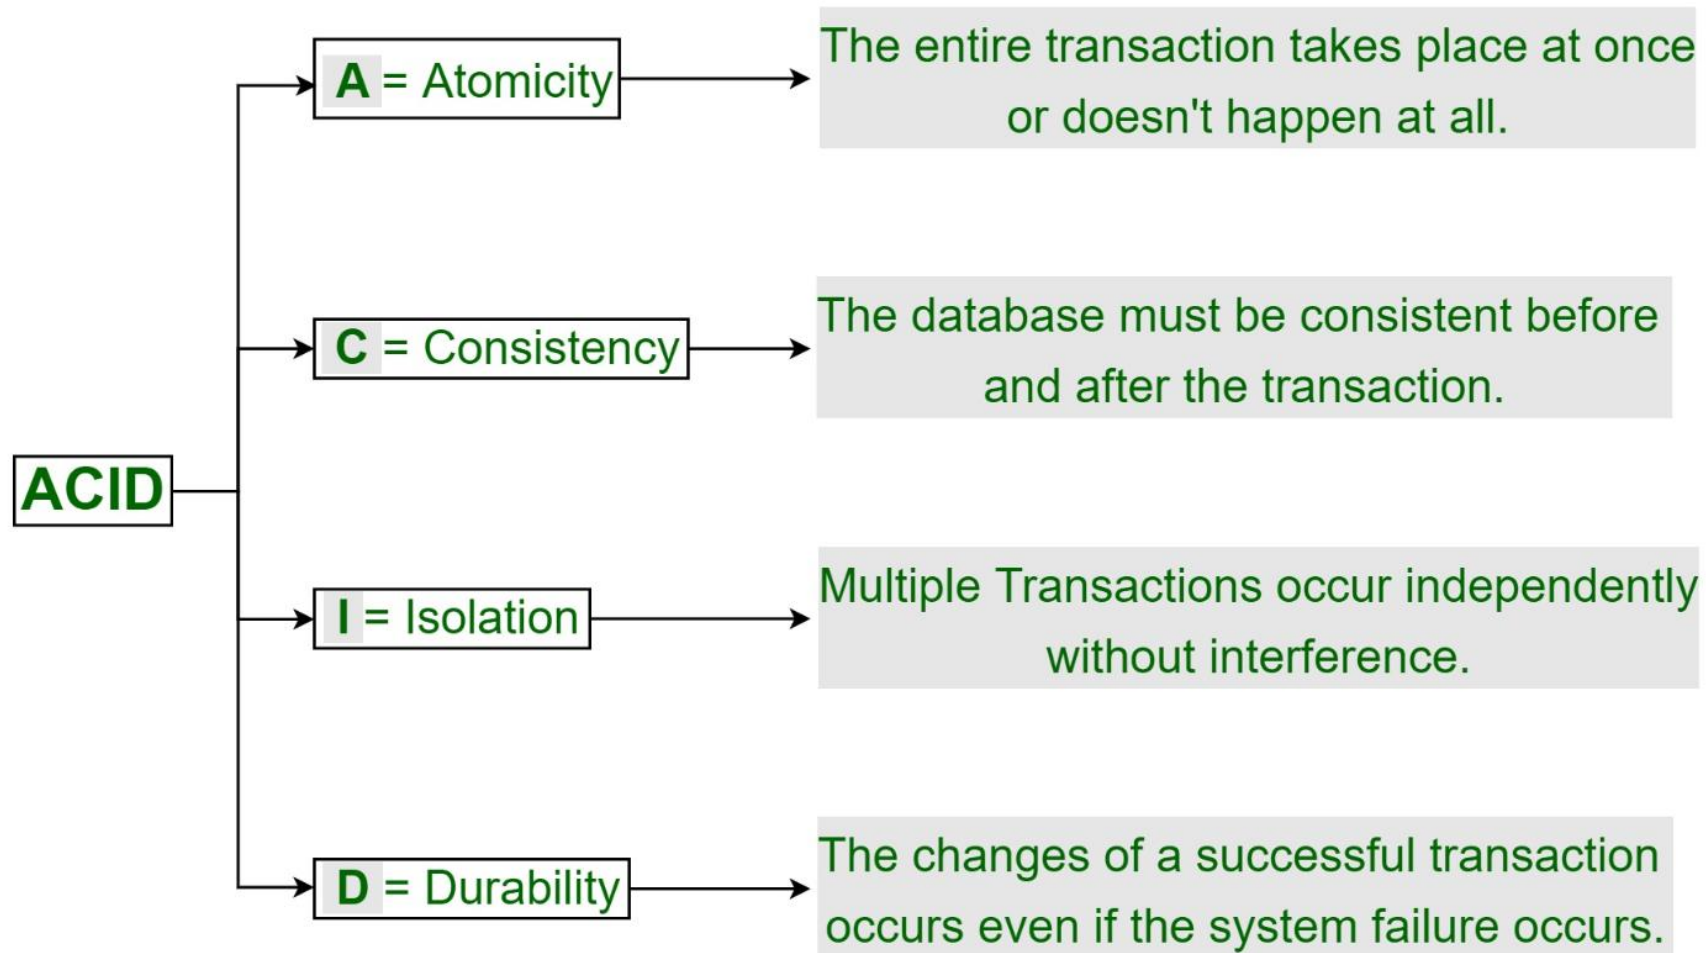 ACID
A = Atomicity
The entire transaction takes place at once
or doesn't happen at all.
C = Consistency
The database must be consistent before
and after the transaction.
I = Isolation
Multiple Transactions occur independently
without interference.
D = Durability
The changes of a successful transaction
occurs even if the system failure occurs.